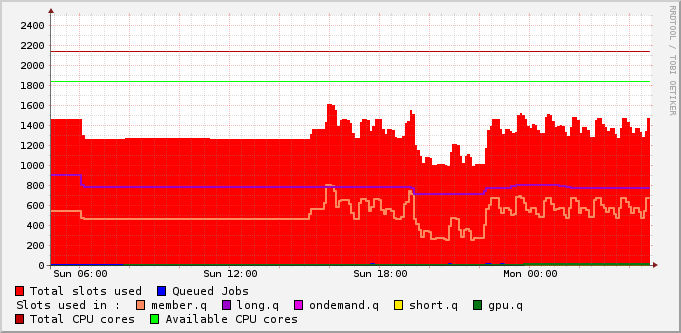 2400
2200
2000
1800
1600
1400
1200
1000
800
600
400
200
0
Sun 06:00 Sun 12:00 Sun 18:00 Mon 00:00
Total slots used Queued Jobs
Slots used in : member.q long.q ondemand.q short.q gpu.q
Total CPU cores Available CPU cores
RRDTOOL / TOBI OETIKER